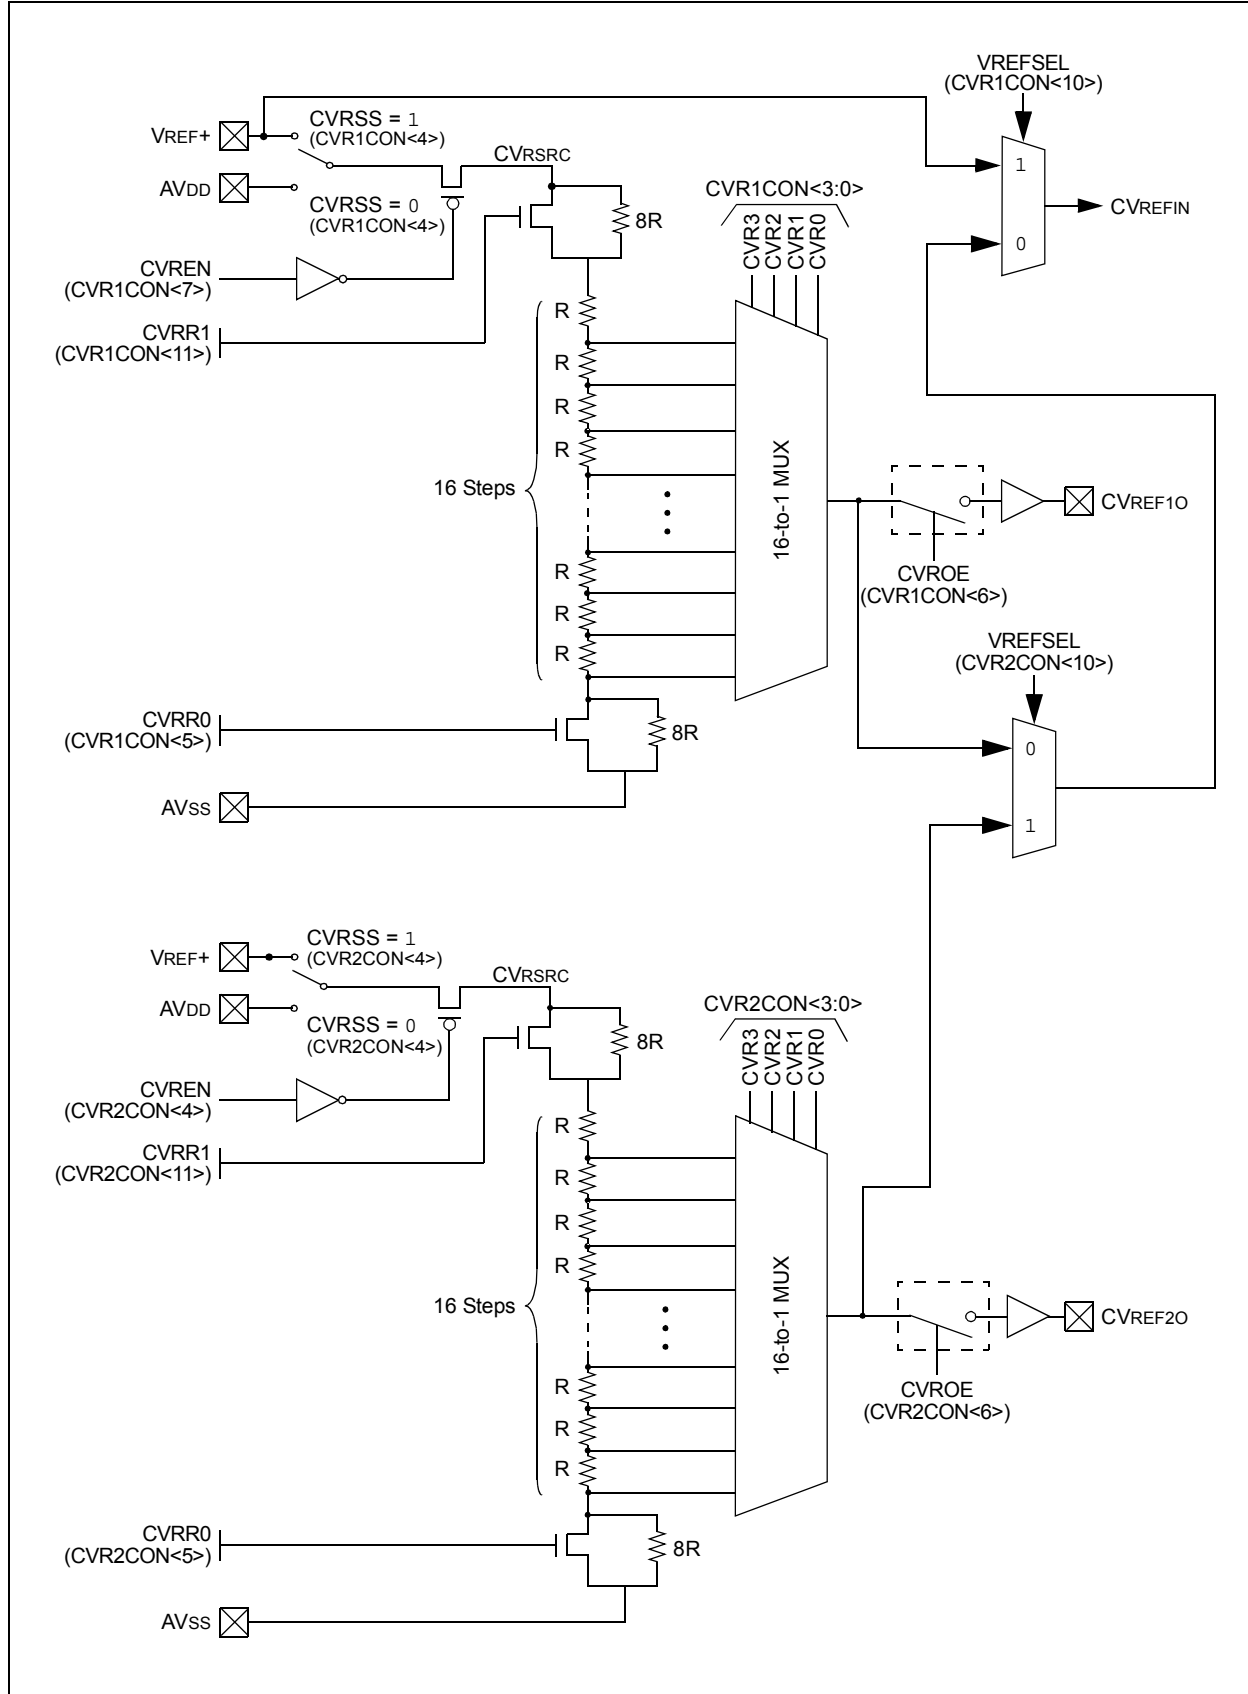 VREFSEL
(CVR1CON<10>)
VREF+
CVRSS = 1
(CVR1CON<4>)
CVRSRC
1
AVDD
CVRSS = 0
(CVR1CON<4>)
8R
CVR1CON<3:0>
CVR3
CVR2
CVR1
CVR0
CVREFIN
0
CVREN
(CVR1CON<7>)
CVRR1
(CVR1CON<11>)
R
R
R
R
16 Steps
16-to-1 MUX
CVREF1O
CVROE
(CVR1CON<6>)
R
R
R
VREFSEL
(CVR2CON<10>)
CVRR0
(CVR1CON<5>)
8R
0
AVSS
1
VREF+
CVRSS = 1
(CVR2CON<4>)
CVRSRC
AVDD
CVRSS = 0
(CVR2CON<4>)
8R
CVR2CON<3:0>
CVR3
CVR2
CVR1
CVR0
CVREN
(CVR2CON<4>)
CVRR1
(CVR2CON<11>)
R
R
R
R
16 Steps
16-to-1 MUX
CVREF2O
CVROE
(CVR2CON<6>)
R
R
R
CVRR0
(CVR2CON<5>)
8R
AVSS